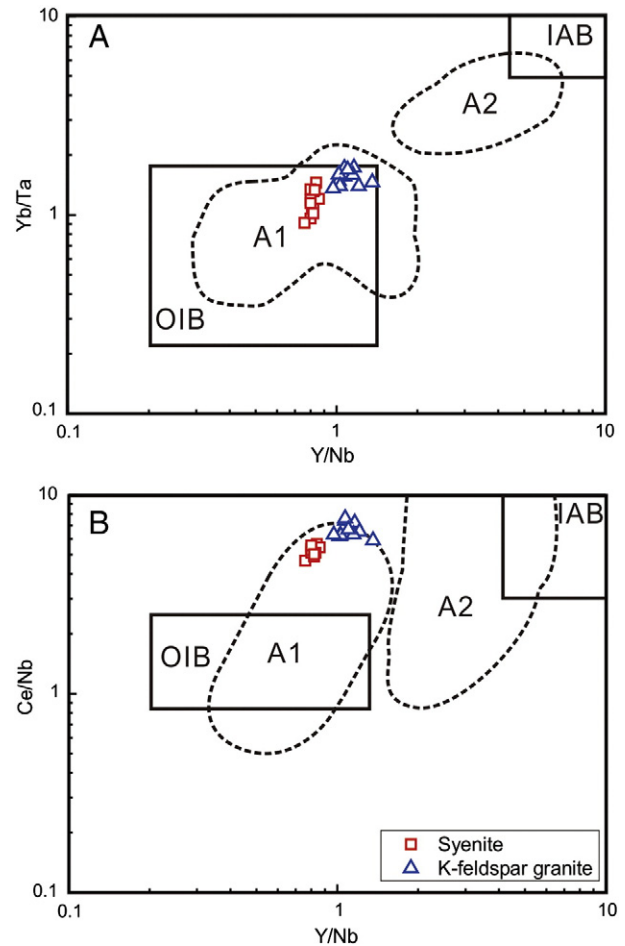 10
A
IAB
A2
Yb/Ta
1
A1
OIB
0.1
0.1
1
10
Y/Nb
10
B
IAB
A2
OIB
A1
Ce/Nb
1
Syenite
K-feldspar granite
0.1
0.1
1
10
Y/Nb